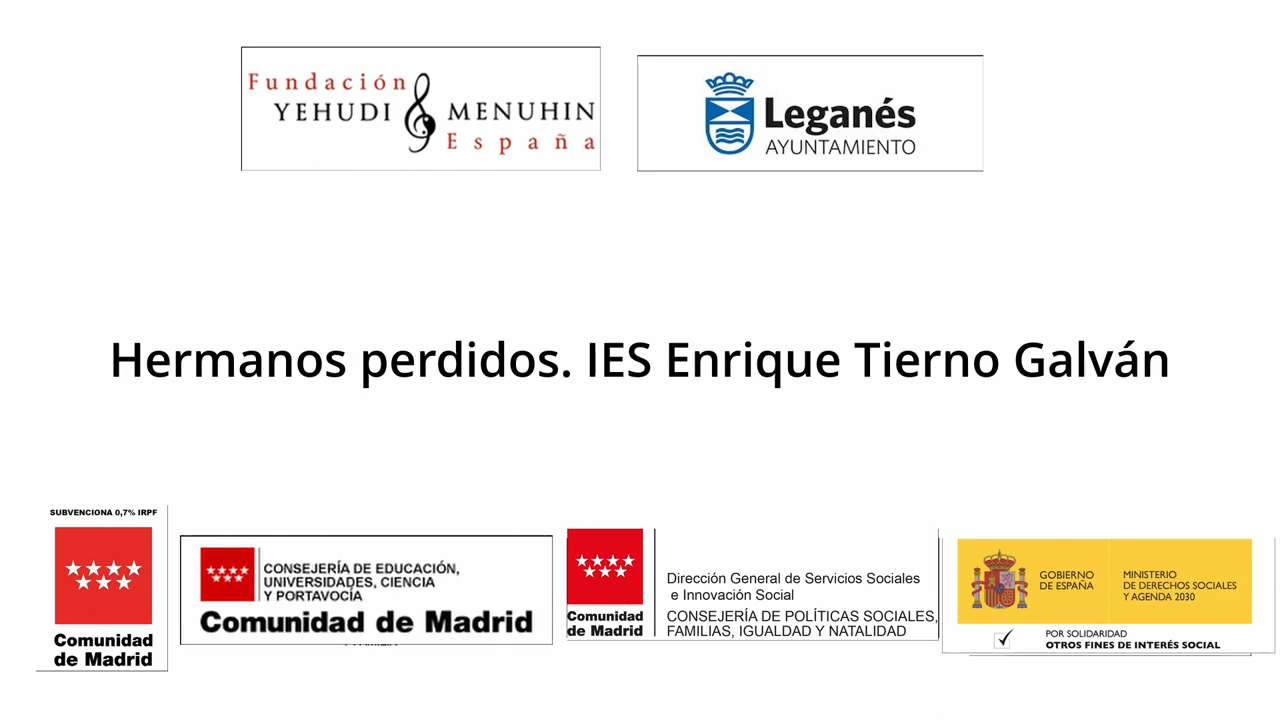 Fundación
YEHUDI MENUHIN
España
Leganés
AYUNTAMIENTO
Hermanos perdidos. IES Enrique Tierno Galván
SUBVENCIONA 0,7% IRPF
Comunidad
de Madrid
CONSEJERÍA DE EDUCACIÓN,
UNIVERSIDADES, CIENCIA
Y PORTAVOCÍA
Comunidad de Madrid
Comunidad
de Madrid
Dirección General de Servicios Sociales
e Innovación Social
CONSEJERÍA DE POLÍTICAS SOCIALES,
FAMILIAS, IGUALDAD Y NATALIDAD
GOBIERNO
DE ESPAÑA
MINISTERIO
DE DERECHOS SOCIALES
Y AGENDA 2030
POR SOLIDARIDAD
OTROS FINES DE INTERÉS SOCIAL